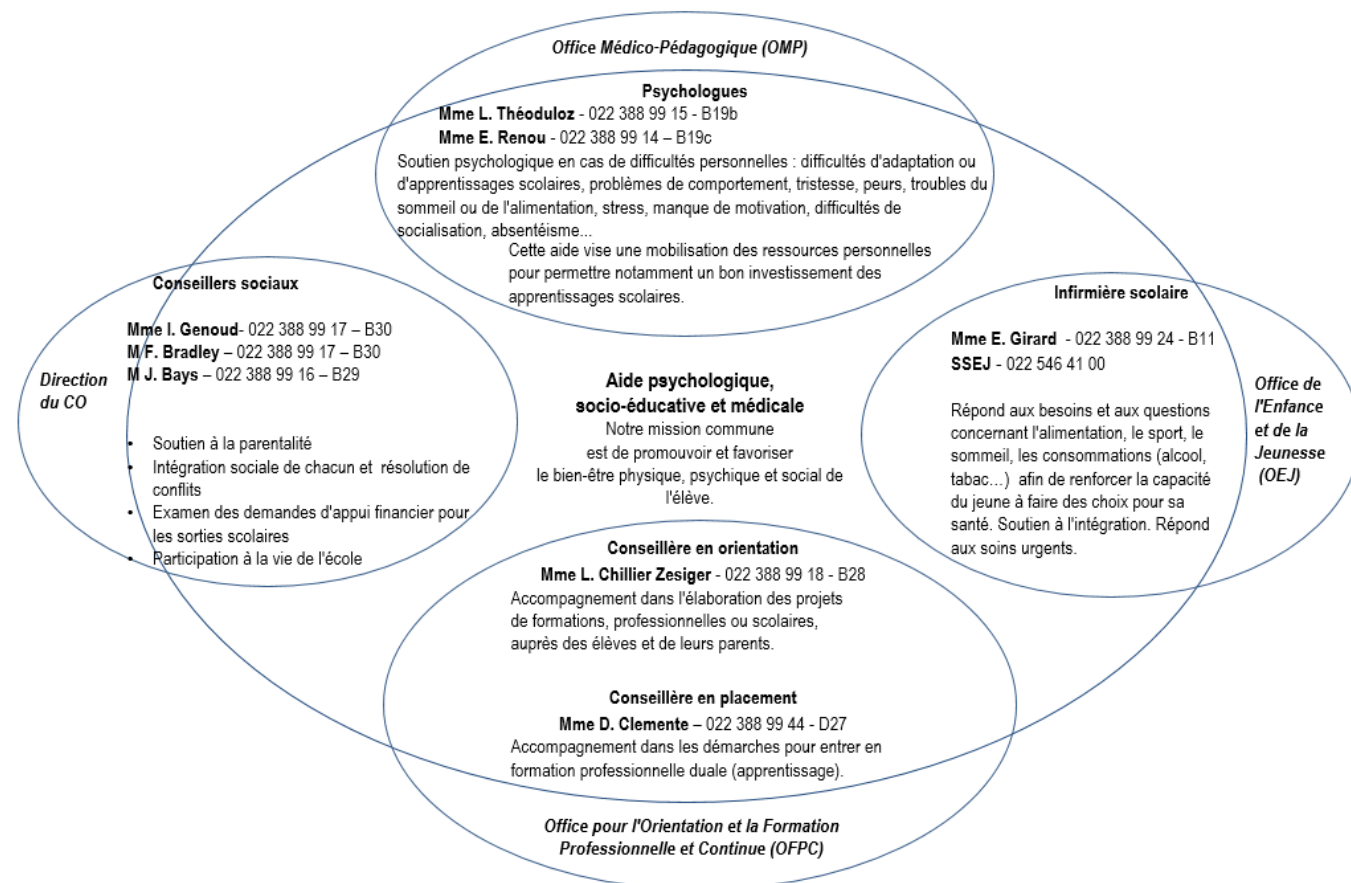 Office Médico-Pédagogique (OMP)
Psychologues
Mme L. Théoduloz - 022 388 99 15 - B19b
Mme E. Renou - 022 388 99 14 – B19c
Soutien psychologique en cas de difficultés personnelles : difficultés d'adaptation ou
d'apprentissages scolaires, problèmes de comportement, tristesse, peurs, troubles du
sommeil ou de l'alimentation, stress, manque de motivation, difficultés de
socialisation, absentéisme...
Cette aide vise une mobilisation des ressources personnelles
pour permettre notamment un bon investissement des
apprentissages scolaires.
Direction
du CO
Conseillers sociaux
Mme I. Genoud- 022 388 99 17 – B30
M F. Bradley – 022 388 99 17 – B30
M J. Bays – 022 388 99 16 – B29
• Soutien à la parentalité
• Intégration sociale de chacun et résolution de
conflits
• Examen des demandes d'appui financier pour
les sorties scolaires
• Participation à la vie de l'école
Aide psychologique,
socio-éducative et médicale
Notre mission commune
est de promouvoir et favoriser
le bien-être physique, psychique et social de
l'élève.
Infirmière scolaire
Mme E. Girard - 022 388 99 24 - B11
SSEJ - 022 546 41 00
Répond aux besoins et aux questions
concernant l'alimentation, le sport, le
sommeil, les consommations (alcool,
tabac…) afin de renforcer la capacité
du jeune à faire des choix pour sa
santé. Soutien à l'intégration. Répond
aux soins urgents.
Office de
l'Enfance
et de la
Jeunesse
(OEJ)
Conseillère en orientation
Mme L. Chillier Zesiger - 022 388 99 18 - B28
Accompagnement dans l'élaboration des projets
de formations, professionnelles ou scolaires,
auprès des élèves et de leurs parents.
Conseillère en placement
Mme D. Clemente – 022 388 99 44 - D27
Accompagnement dans les démarches pour entrer en
formation professionnelle duale (apprentissage).
Office pour l'Orientation et la Formation
Professionnelle et Continue (OFPC)